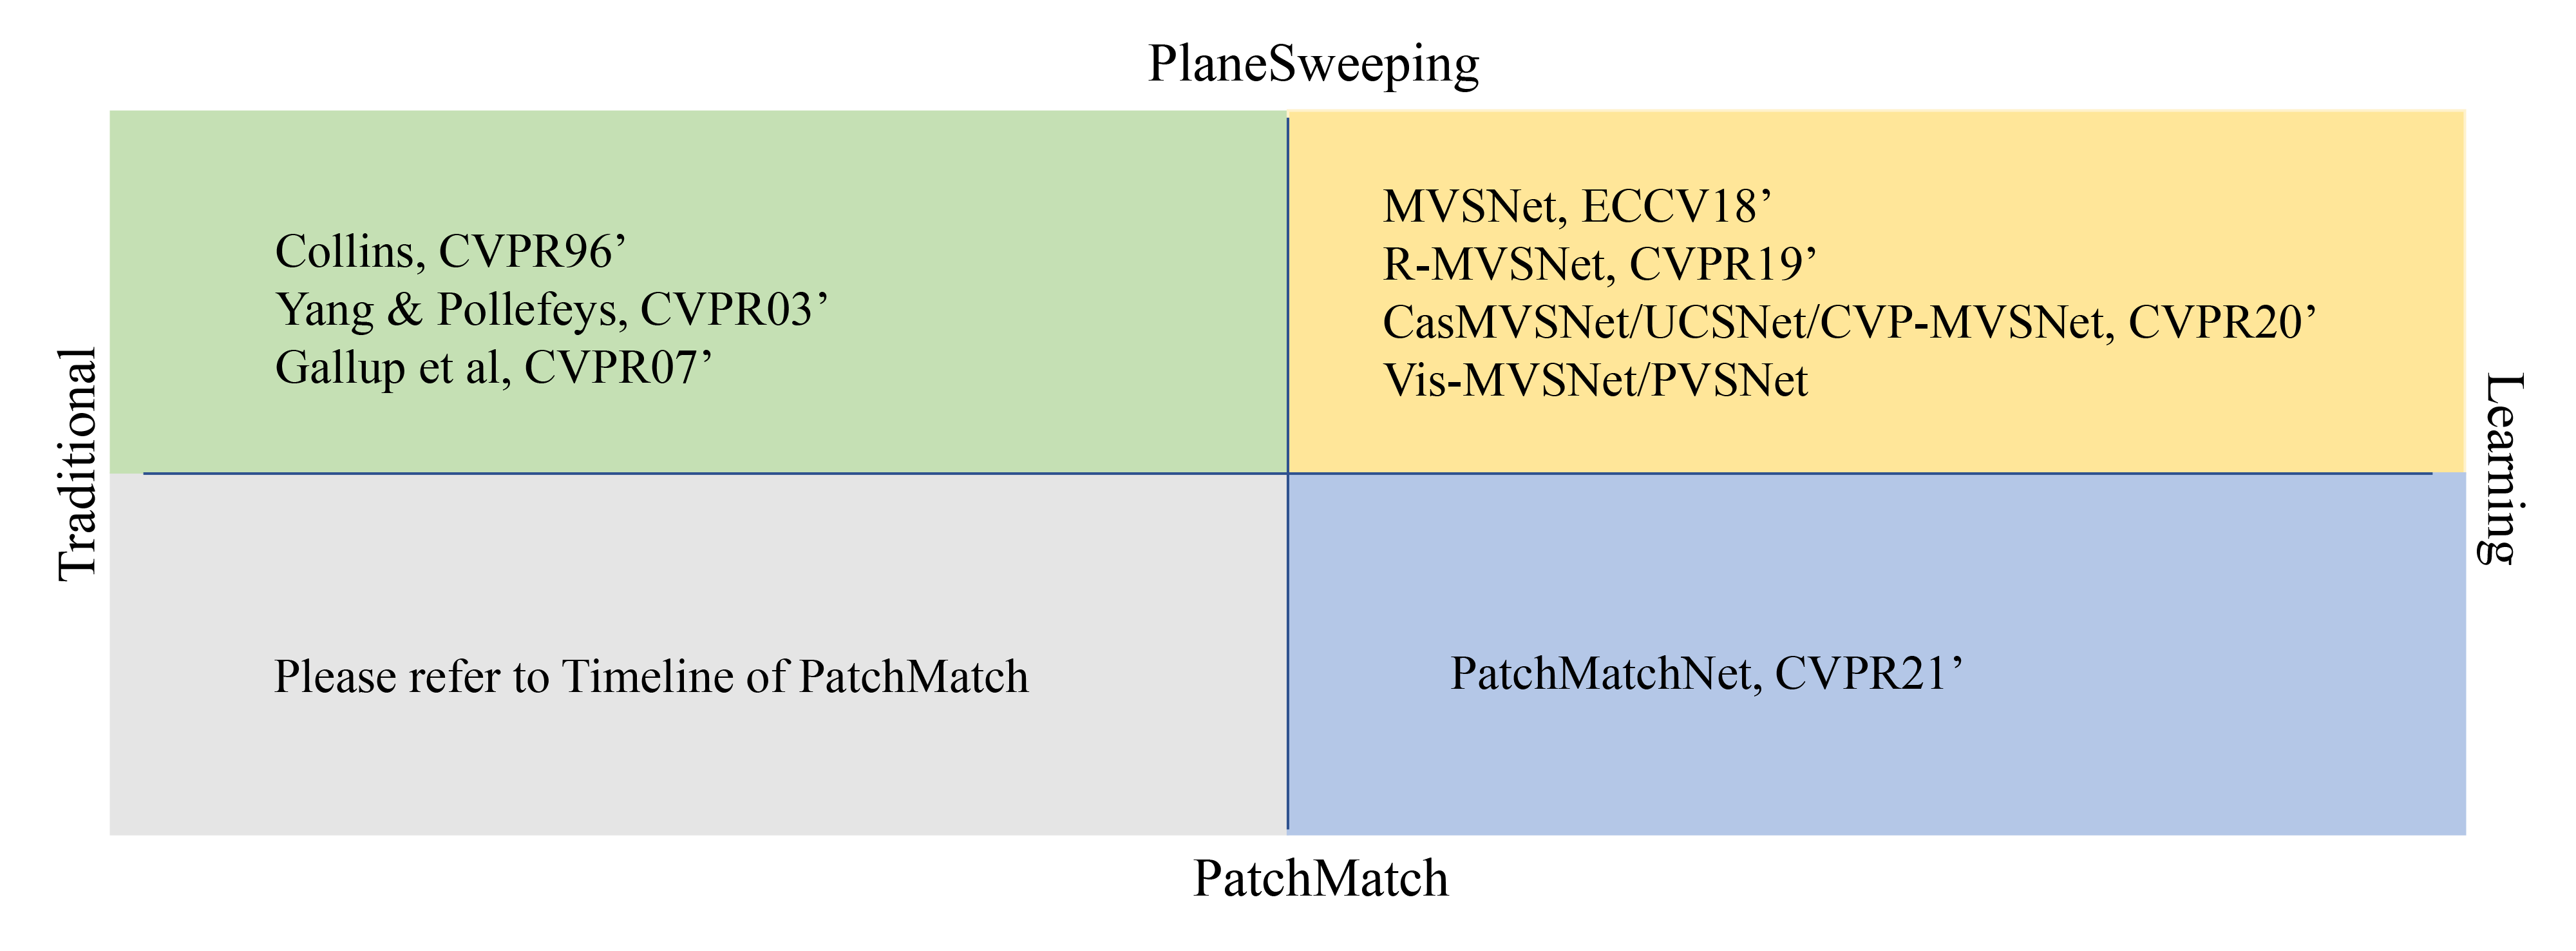 PlaneSweeping
Collins, CVPR96’
Yang & Pollefeys, CVPR03’
Gallup et al, CVPR07’
MVSNet, ECCV18’
R-MVSNet, CVPR19’
CasMVSNet/UCSNet/CVP-MVSNet, CVPR20’
Vis-MVSNet/PVSNet
Traditional
Learning
Please refer to Timeline of PatchMatch
PatchMatchNet, CVPR21’
PatchMatch